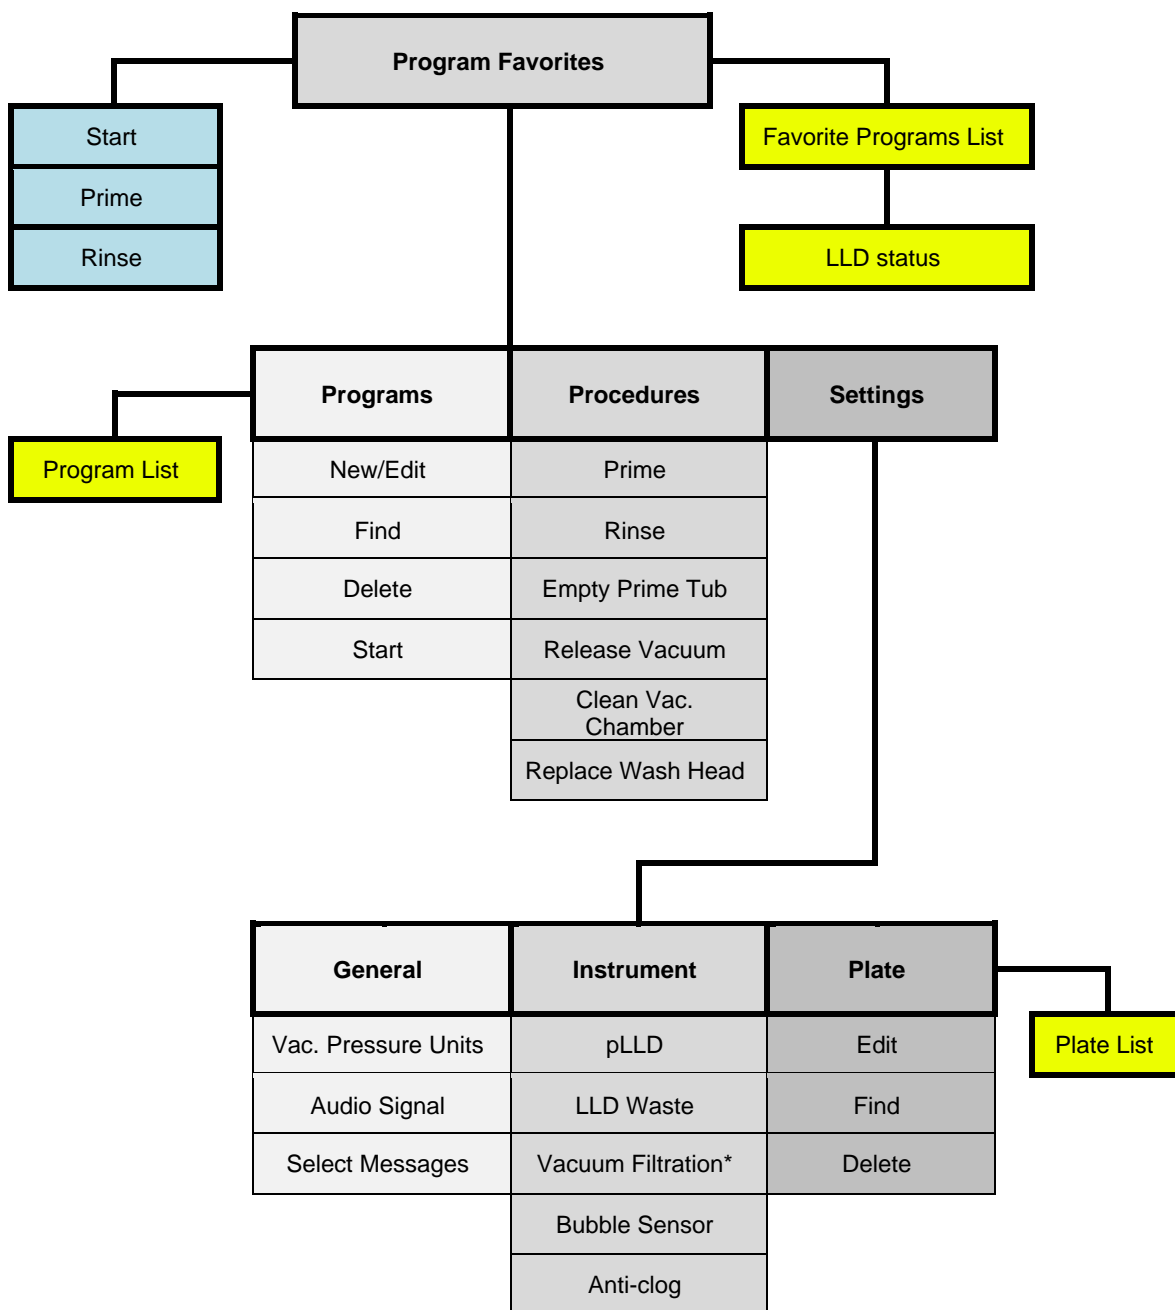 Program Favorites
Start
Favorite Programs List
Prime
Rinse
LLD status
Programs
Procedures
Settings
Program List
New/Edit
Prime
Find
Rinse
Delete
Empty Prime Tub
Start
Release Vacuum
Clean Vac.
Chamber
Replace Wash Head
General
Instrument
Plate
Vac. Pressure Units
pLLD
Edit
Plate List
Audio Signal
LLD Waste
Find
Select Messages
Vacuum Filtration*
Delete
Bubble Sensor
Anti-clog